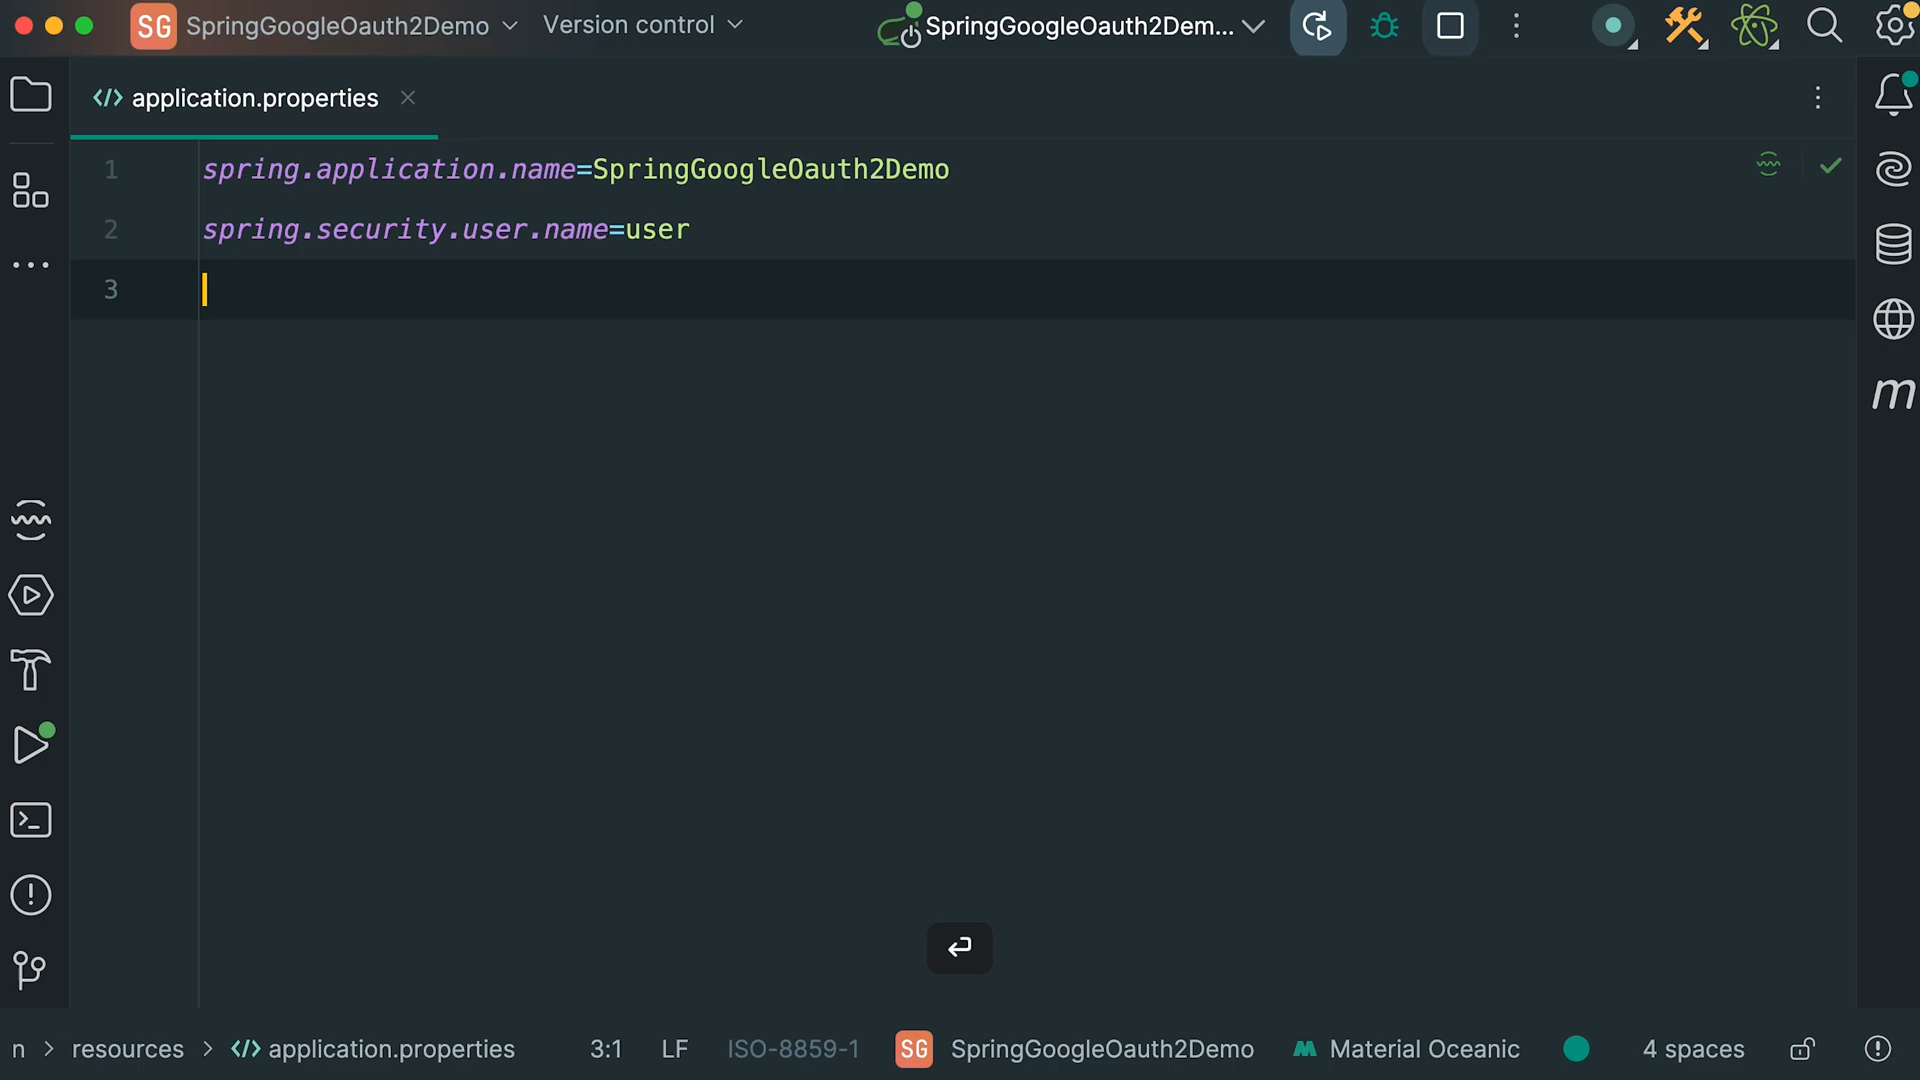 SG SpringGoogleOauth2Demo Version control SpringGoogleOauth2Dem...
application.properties
1 spring.application.name=SpringGoogleOauth2Demo
2 spring.security.user.name=user
3
m
n > resources > application.properties 3:1 LF ISO-8859-1 SG SpringGoogleOauth2Demo Material Oceanic 4 spaces